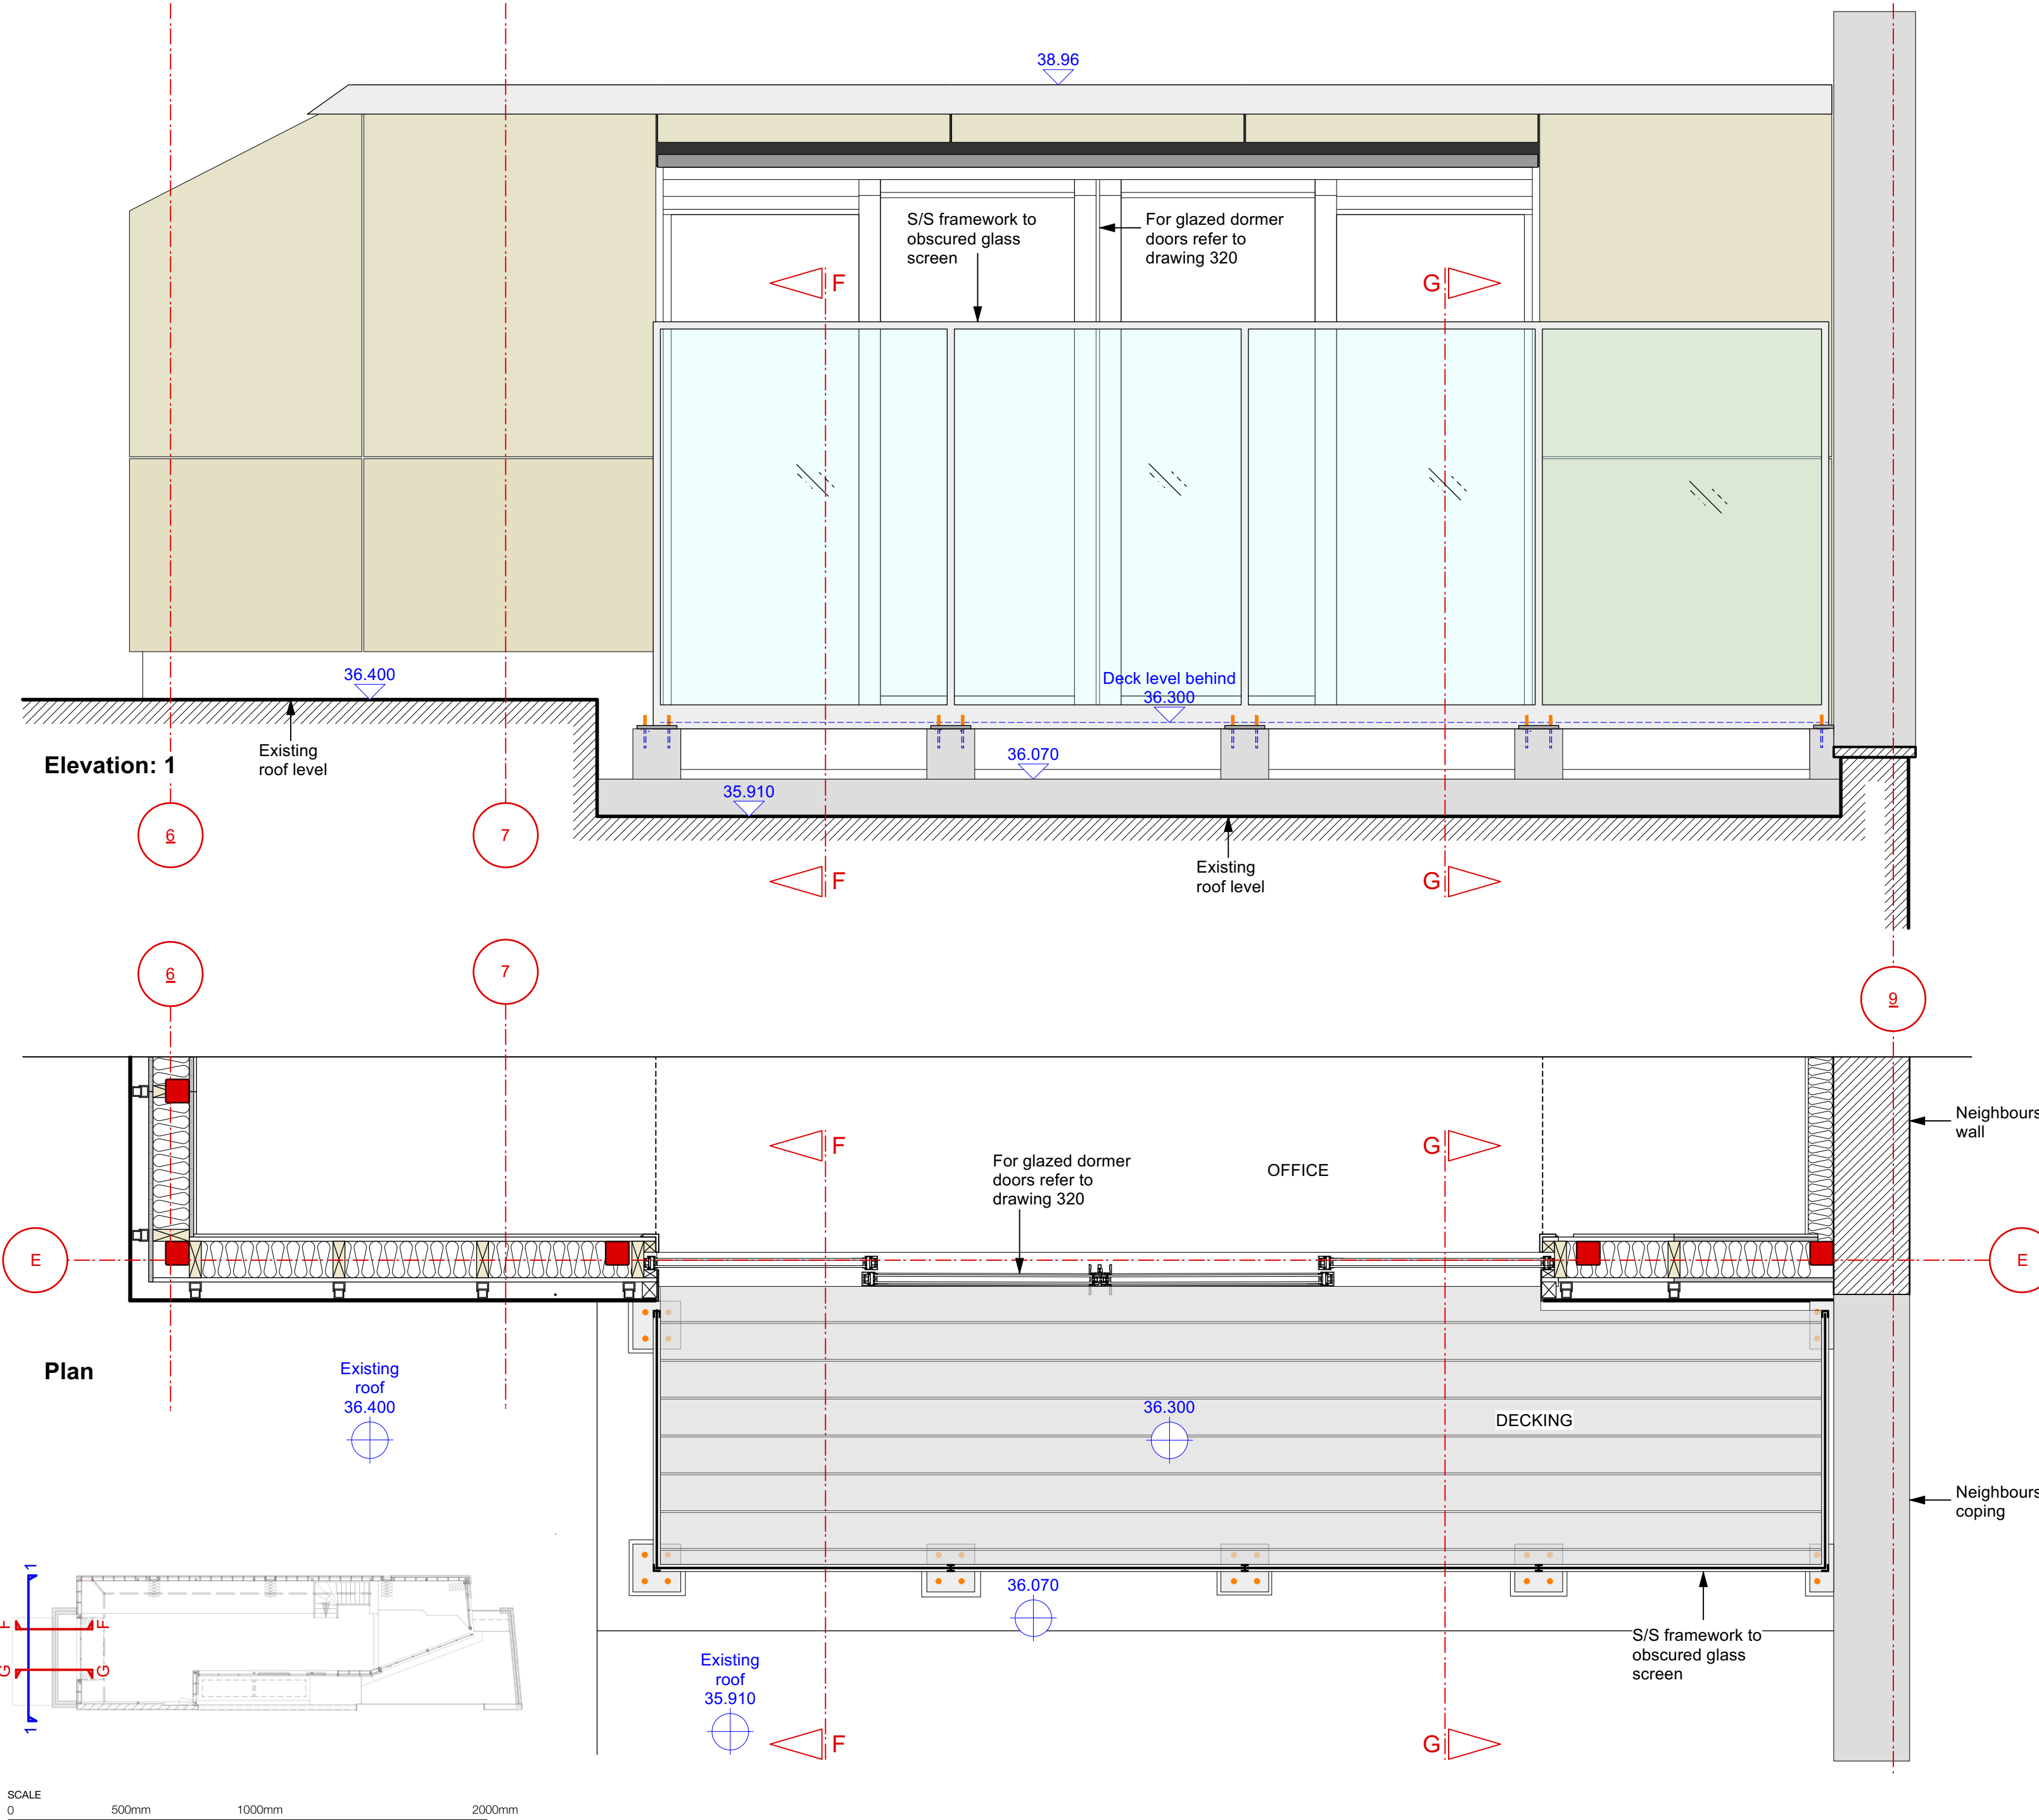 38.96
S/S framework to
obscured glass
screen
For glazed dormer
doors refer to
drawing 320
F
G
36.400
Deck level behind
36.300
Existing
roof level
Elevation: 1
36.070
35.910
6
7
Existing
roof level
F
G
6
7
9
Neighbours
wall
F
G
For glazed dormer
doors refer to
drawing 320
OFFICE
E
E
Plan
Existing
roof
36.400
36.300
DECKING
Neighbours
coping
36.070
S/S framework to
obscured glass
screen
Existing
roof
35.910
F
G
1
F
F
G
G
1
SCALE
0 500mm 1000mm 2000mm